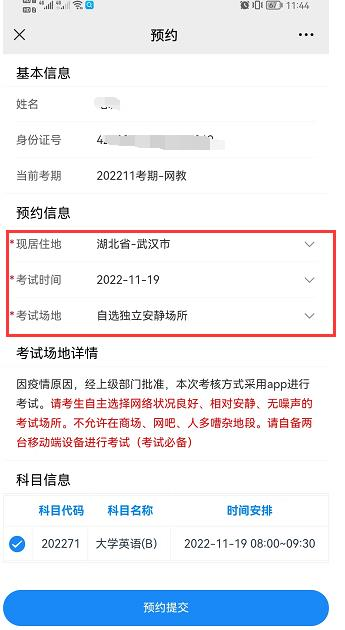 11:44
预约
基本信息
姓名
身份证号
当前考期 202211考期-网教
预约信息
*现居住地 湖北省-武汉市
*考试时间 2022-11-19
*考试场地 自选独立安静场所
考试场地详情
因疫情原因，经上级部门批准，本次考核方式采用app进行
考试。请考生自主选择网络状况良好、相对安静、无噪声的
考试场所。不允许在商场、网吧、人多嘈杂地段。请自备两
台移动端设备进行考试（考试必备）
科目信息
科目代码 科目名称 时间安排
202271 大学英语(B) 2022-11-19 08:00~09:30
预约提交